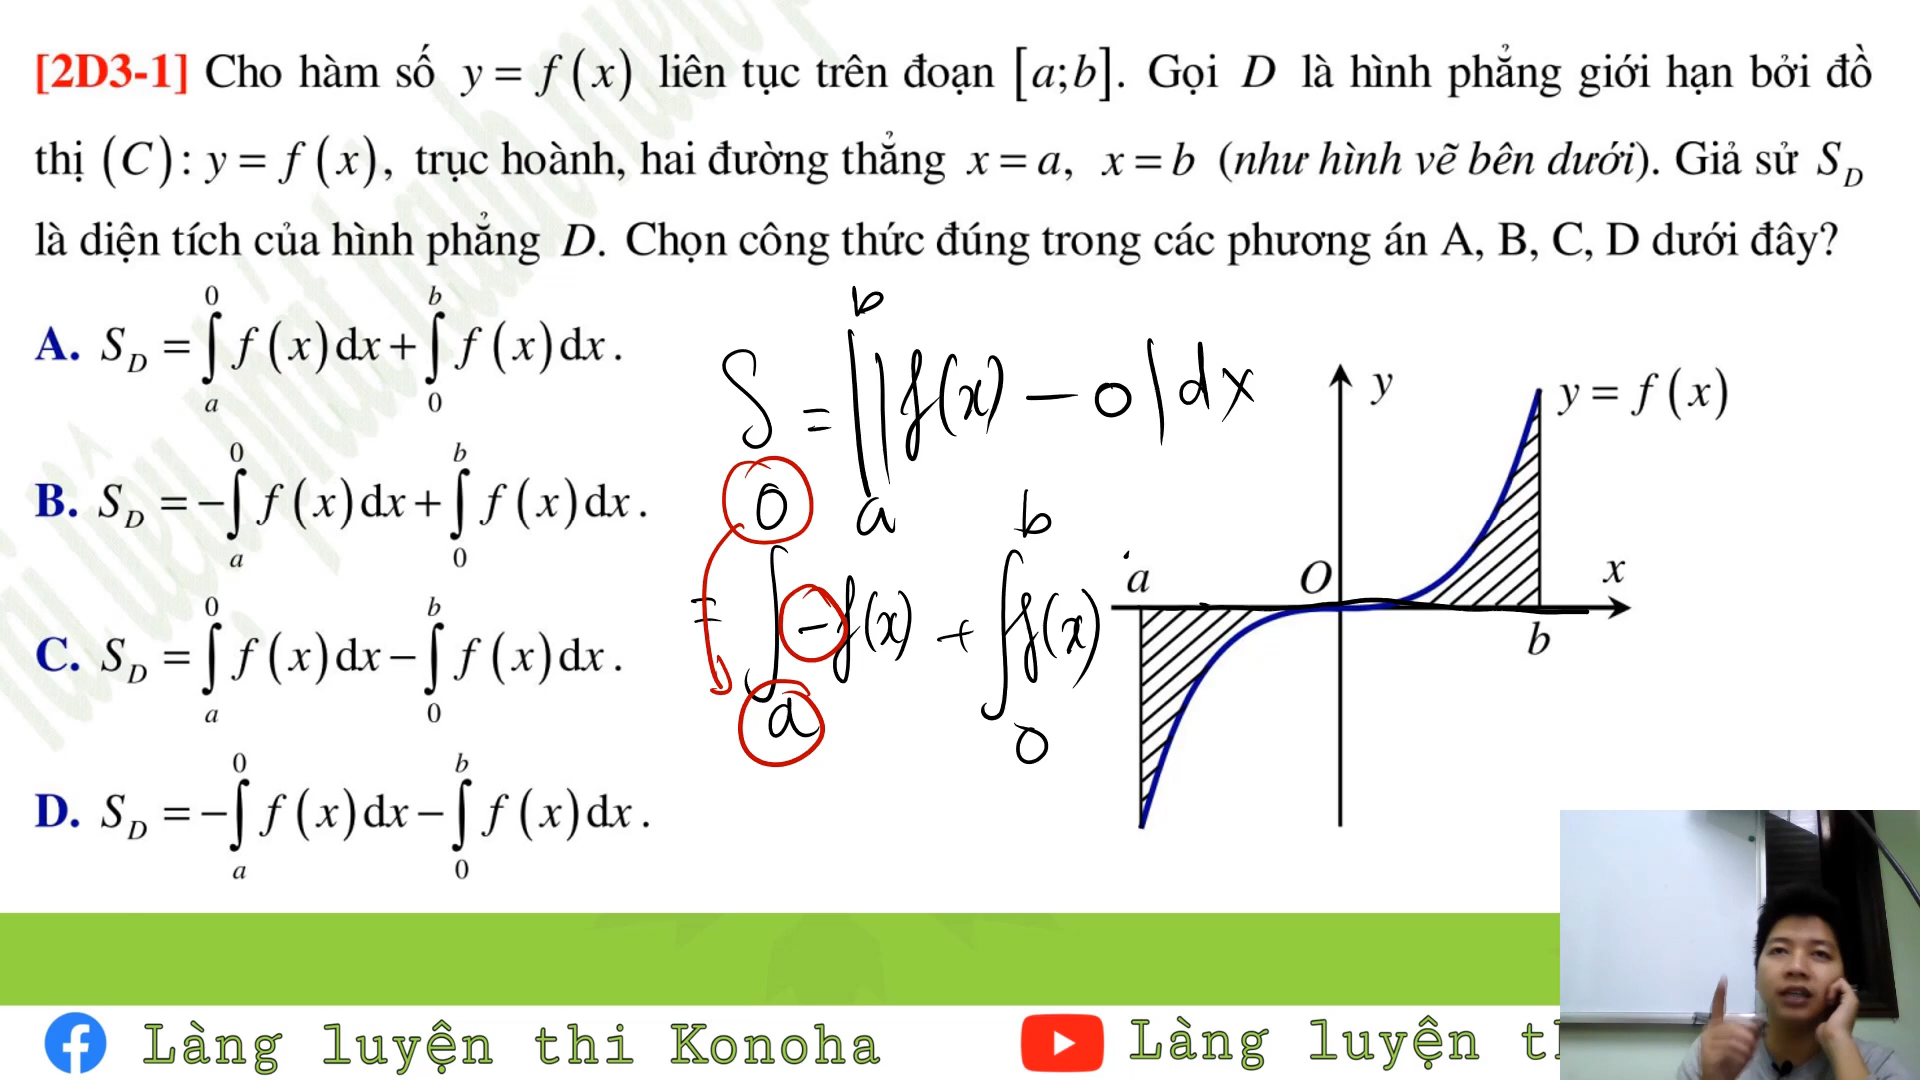 [2D3-1] Cho hàm số y = f(x) liên tục trên đoạn [a;b]. Gọi D là hình phẳng giới hạn bởi đồ
thị (C): y = f(x), trục hoành, hai đường thẳng x = a, x = b (như hình vẽ bên dưới). Giả sử S_D
là diện tích của hình phẳng D. Chọn công thức đúng trong các phương án A, B, C, D dưới đây?
A. S_D = ∫_a^0 f(x)dx + ∫_0^b f(x)dx.
B. S_D = -∫_a^0 f(x)dx + ∫_0^b f(x)dx.
C. S_D = ∫_a^0 f(x)dx - ∫_0^b f(x)dx.
D. S_D = -∫_a^0 f(x)dx - ∫_0^b f(x)dx.
S = ∫_a^b |f(x) - 0| dx
= ∫_a^0 -f(x) + ∫_0^b f(x)
y
y = f(x)
a
O
x
b
Làng luyện thi Konoha
Làng luyện